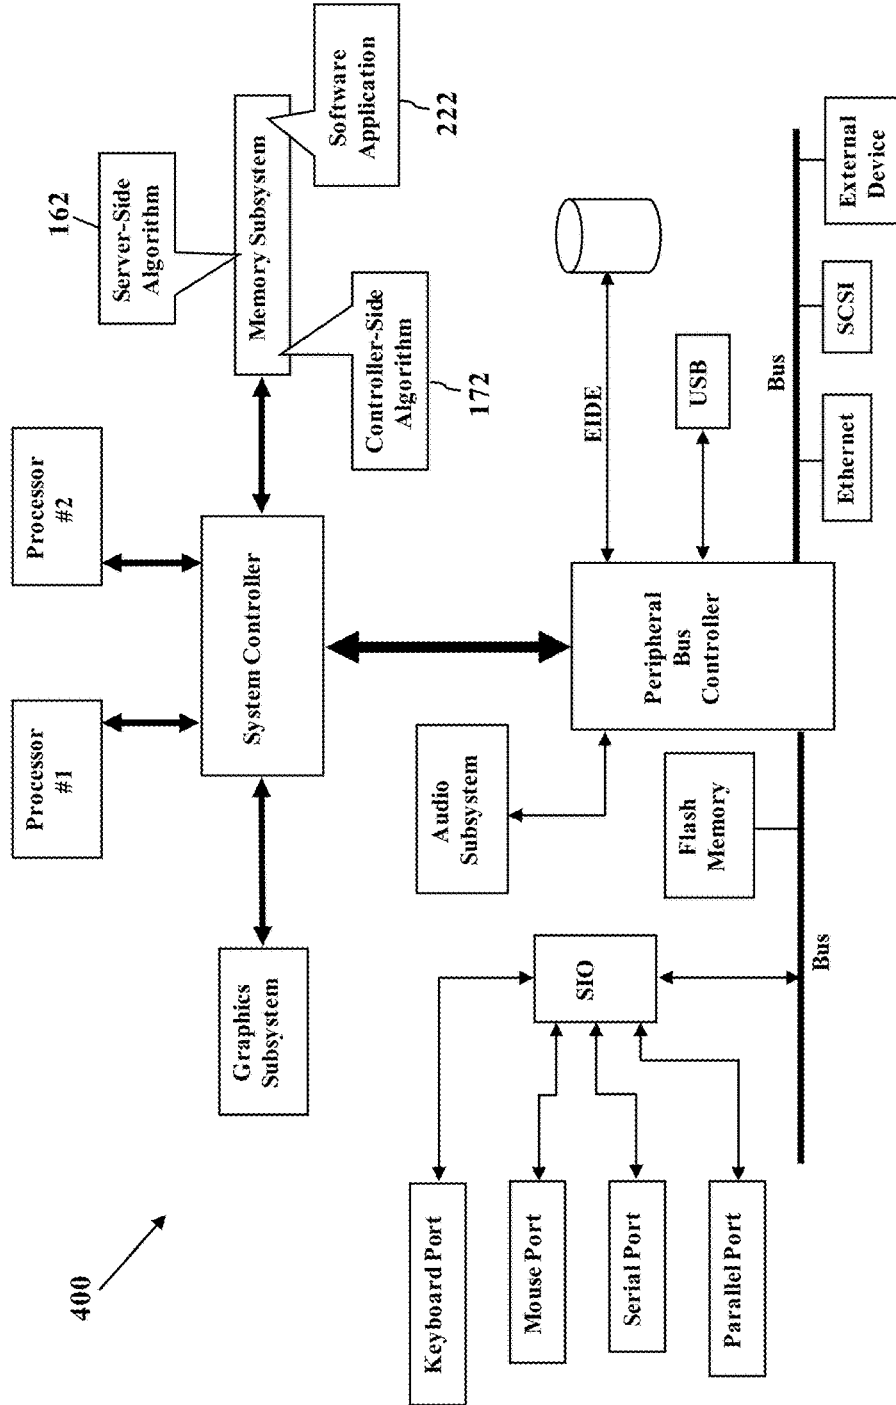 400
Processor
#1
Processor
#2
162
Server-Side
Algorithm
Graphics
Subsystem
System Controller
Memory Subsystem
Controller-Side
Algorithm
172
Software
Application
222
Keyboard Port
Mouse Port
Serial Port
Parallel Port
SIO
Audio
Subsystem
Flash
Memory
Peripheral
Bus
Controller
EIDE
USB
Bus
Bus
Ethernet
SCSI
External
Device